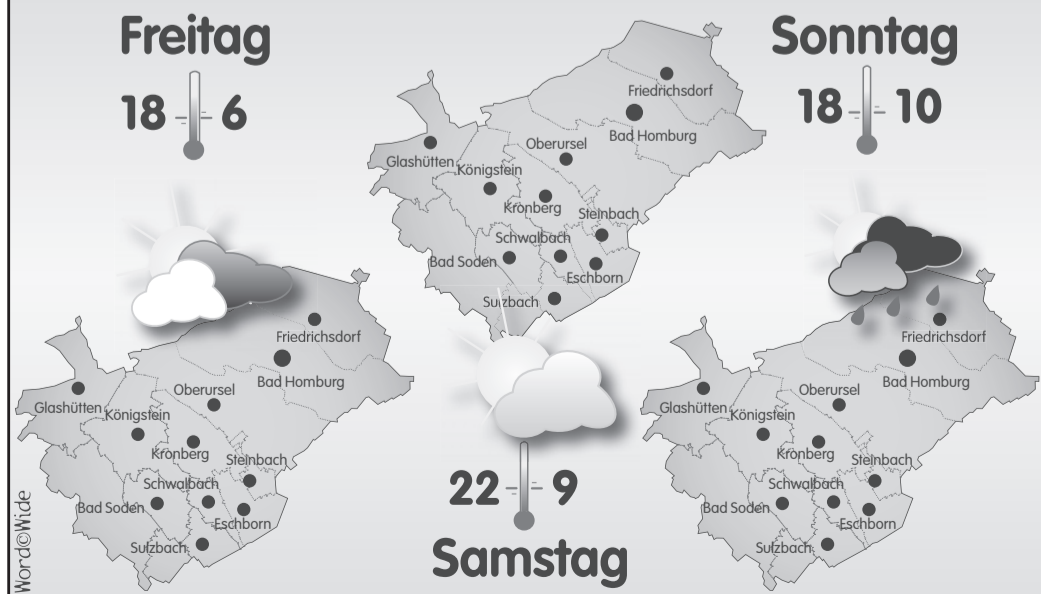 Freitag
18 6
Friedrichsdorf
Bad Homburg
Oberursel
Glashütten
Königstein
Kronberg
Steinbach
Schwalbach
Bad Soden
Eschborn
Sulzbach
Friedrichsdorf
Bad Homburg
Oberursel
Glashütten
Königstein
Kronberg
Steinbach
Schwalbach
Bad Soden
Eschborn
Sulzbach
22 9
Samstag
Sonntag
18 10
Friedrichsdorf
Bad Homburg
Oberursel
Glashütten
Königstein
Kronberg
Steinbach
Schwalbach
Bad Soden
Eschborn
Sulzbach
Word©Wide